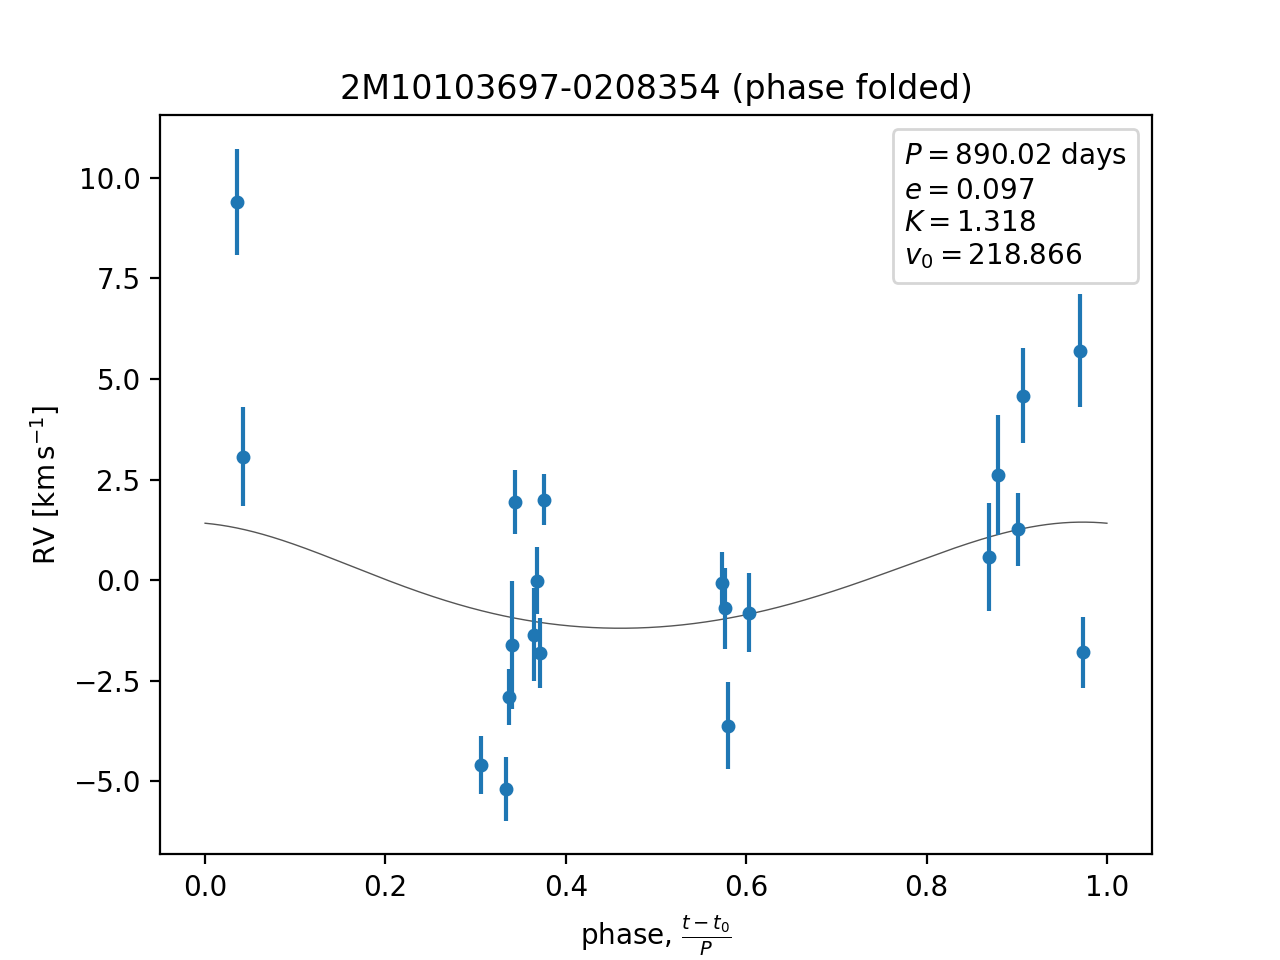 2M10103697-0208354 (phase folded)
P = 890.02 days
e = 0.097
K = 1.318
v₀ = 218.866
10.0
7.5
5.0
2.5
0.0
−2.5
−5.0
RV [km s⁻¹]
0.0 0.2 0.4 0.6 0.8 1.0
phase, (t − t₀)/P